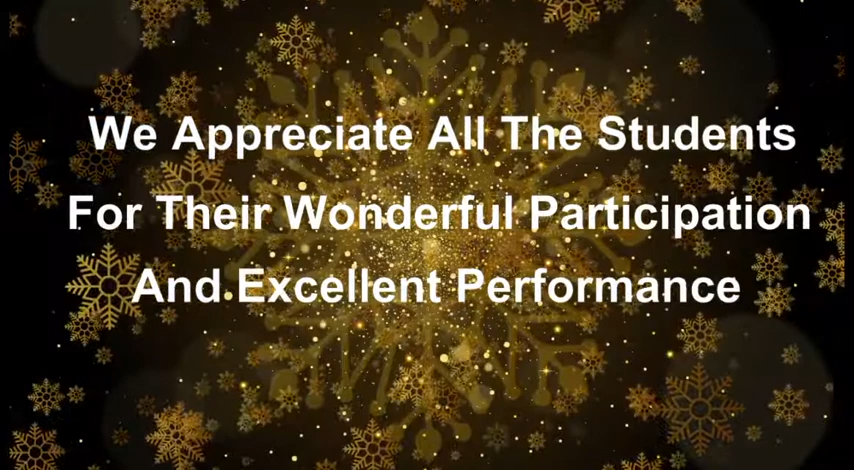 We Appreciate All The Students
For Their Wonderful Participation
And Excellent Performance